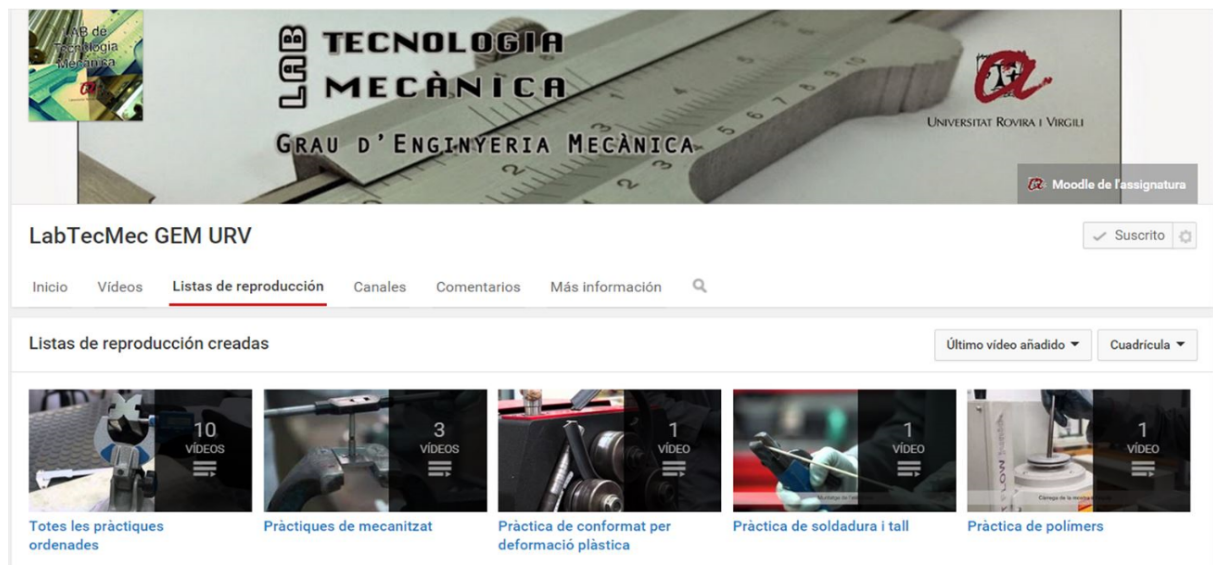 LAB de
Tecnologia
Mecànica
LAB TECNOLOGIA
MECÀNICA
GRAU D'ENGINYERIA MECÀNICA
UNIVERSITAT ROVIRA I VIRGILI
Moodle de l'assignatura
LabTecMec GEM URV
Suscrito
Inicio Vídeos Listas de reproducción Canales Comentarios Más información
Listas de reproducción creadas
Último vídeo añadido Cuadrícula
10 VÍDEOS
3 VÍDEOS
1 VÍDEO
1 VÍDEO
1 VÍDEO
Totes les pràctiques ordenades
Pràctiques de mecanitzat
Pràctica de conformat per deformació plàstica
Pràctica de soldadura i tall
Pràctica de polímers